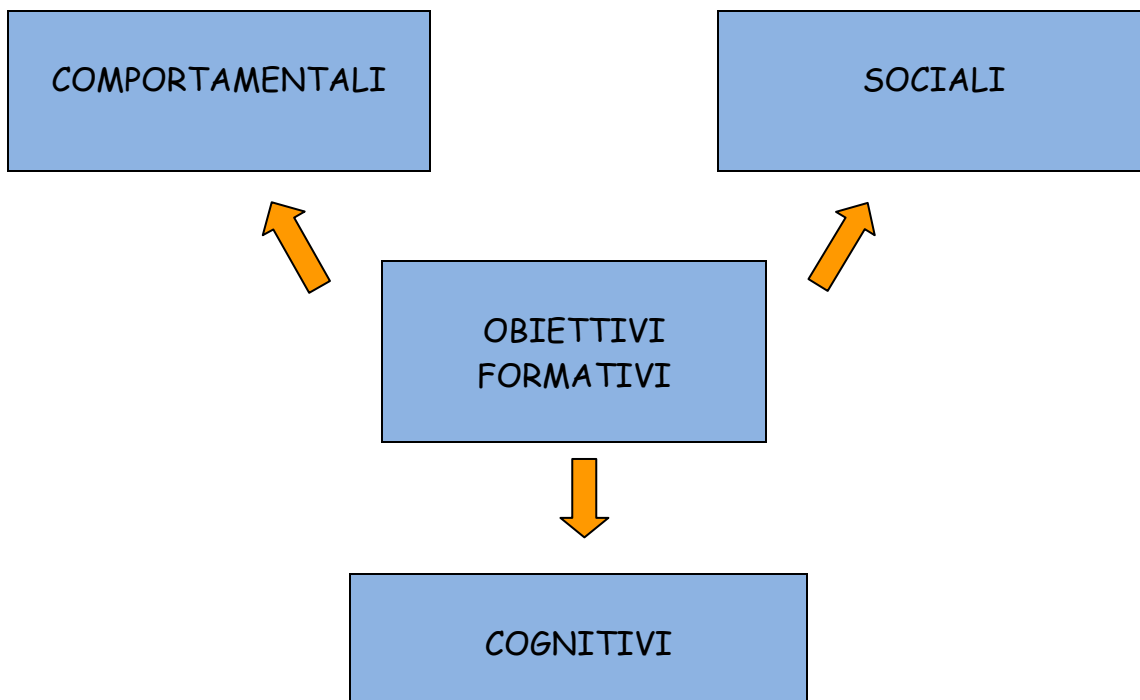 COMPORTAMENTALI
SOCIALI
OBIETTIVI
FORMATIVI
COGNITIVI